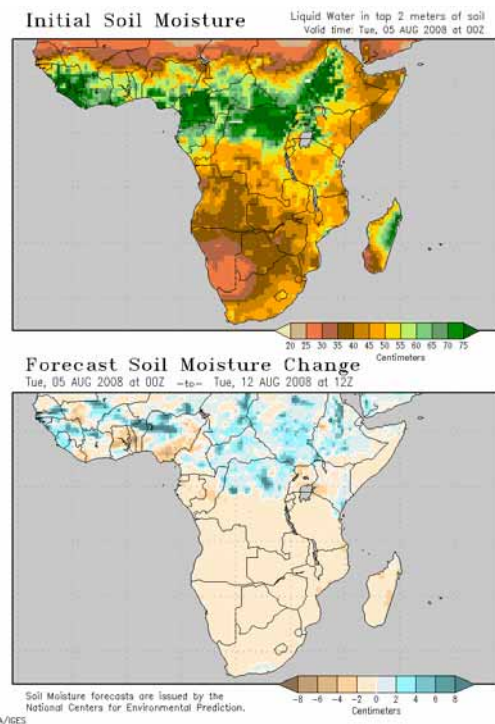 Initial Soil Moisture
Liquid Water in top 2 meters of soil
Valid time: Tue, 05 AUG 2008 at 00Z
20 25 30 35 40 45 50 55 60 65 70 75
Centimeters
Forecast Soil Moisture Change
Tue, 05 AUG 2008 at 00Z -to- Tue, 12 AUG 2008 at 12Z
-8 -6 -4 -2 0 2 4 6 8
Centimeters
Soil Moisture forecasts are issued by the
National Centers for Environmental Prediction.
A/IGES